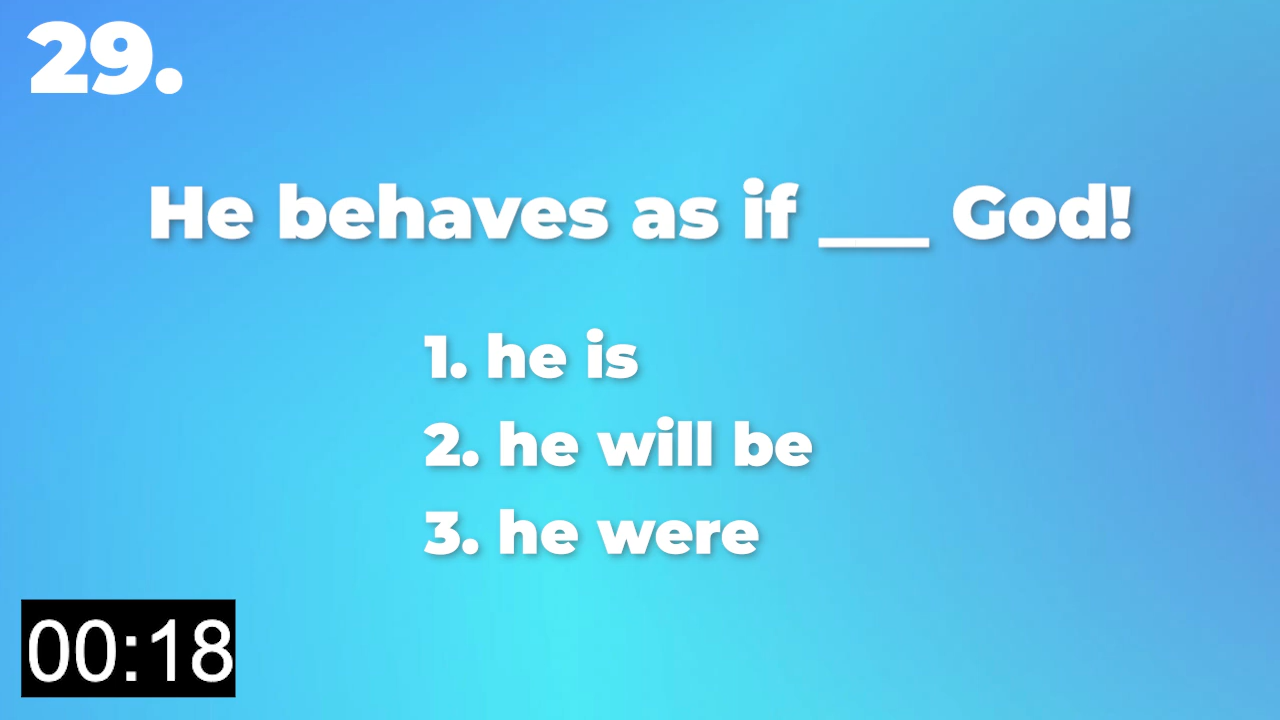 29.
He behaves as if ___ God!
1. he is
2. he will be
3. he were
00:18